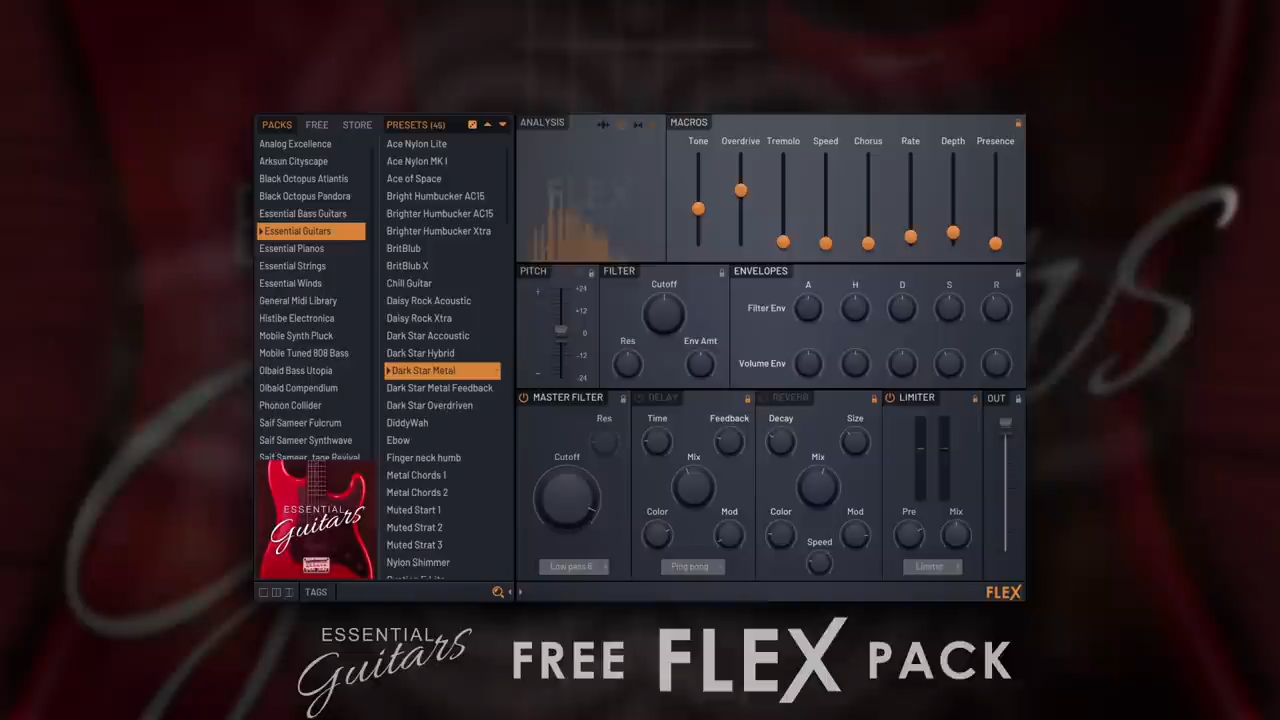 PACKS FREE STORE
Analog Excellence
Arksun Cityscape
Black Octopus Atlantis
Black Octopus Pandora
Essential Bass Guitars
Essential Guitars
Essential Pianos
Essential Strings
Essential Winds
General Midi Library
Histibe Electronica
Mobile Synth Pluck
Mobile Tuned 808 Bass
Olbaid Bass Utopia
Olbaid Compendium
Phonon Collider
Saif Sameer Fulcrum
Saif Sameer Synthwave
Saif Sameer Revival
ESSENTIAL
Guitars
TAGS
PRESETS (46)
Ace Nylon Lite
Ace Nylon MK I
Ace of Space
Bright Humbucker AC15
Brighter Humbucker AC15
Brighter Humbucker Xtra
BritBlub
BritBlub X
Chill Guitar
Daisy Rock Acoustic
Daisy Rock Xtra
Dark Star Accoustic
Dark Star Hybrid
Dark Star Metal
Dark Star Metal Feedback
Dark Star Overdriven
DiddyWah
Ebow
Finger neck humb
Metal Chords 1
Metal Chords 2
Muted Start 1
Muted Strat 2
Muted Strat 3
Nylon Shimmer
ANALYSIS
FLEX
MACROS
Tone Overdrive Tremolo Speed Chorus Rate Depth Presence
PITCH
+ +24
+12
0
-12
- -24
FILTER
Cutoff
Res Env Amt
ENVELOPES
A H D S R
Filter Env
Volume Env
MASTER FILTER
Res
Cutoff
Low pass 6
DELAY
Time Feedback
Mix
Color Mod
Ping pong
REVERB
Decay Size
Mix
Color Mod
Speed
LIMITER
Pre Mix
Limiter
OUT
FLEX
ESSENTIAL
Guitars
FREE FLEX PACK